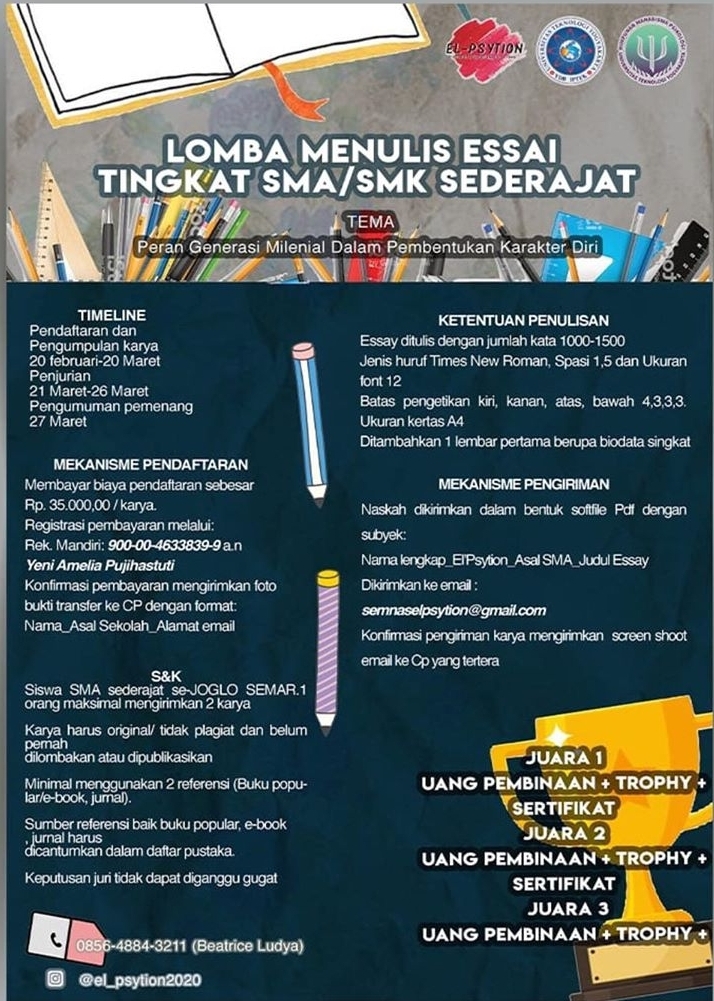 EL-PSYTION
UNIVERSITAS TEKNOLOGI YOGYAKARTA
LOMBA MENULIS ESSAI
TINGKAT SMA/SMK SEDERAJAT
TEMA
Peran Generasi Milenial Dalam Pembentukan Karakter Diri
TIMELINE
Pendaftaran dan
Pengumpulan karya
20 februari-20 Maret
Penjurian
21 Maret-26 Maret
Pengumuman pemenang
27 Maret
MEKANISME PENDAFTARAN
Membayar biaya pendaftaran sebesar
Rp. 35.000,00 / karya.
Registrasi pembayaran melalui:
Rek. Mandiri: 900-00-4633839-9 a.n
Yeni Amelia Pujihastuti
Konfirmasi pembayaran mengirimkan foto
bukti transfer ke CP dengan format:
Nama_Asal Sekolah_Alamat email
S&K
Siswa SMA sederajat se-JOGLO SEMAR.1
orang maksimal mengirimkan 2 karya
Karya harus original/ tidak plagiat dan belum
pernah
dilombakan atau dipublikasikan
Minimal menggunakan 2 referensi (Buku popu-
lar/e-book, jurnal).
Sumber referensi baik buku popular, e-book
, jurnal harus
dicantumkan dalam daftar pustaka.
Keputusan juri tidak dapat diganggu gugat
0856-4884-3211 (Beatrice Ludya)
@el_psytion2020
KETENTUAN PENULISAN
Essay ditulis dengan jumlah kata 1000-1500
Jenis huruf Times New Roman, Spasi 1,5 dan Ukuran
font 12
Batas pengetikan kiri, kanan, atas, bawah 4,3,3,3.
Ukuran kertas A4
Ditambahkan 1 lembar pertama berupa biodata singkat
MEKANISME PENGIRIMAN
Naskah dikirimkan dalam bentuk softfile Pdf dengan
subyek:
Nama lengkap_El'Psytion_Asal SMA_Judul Essay
Dikirimkan ke email :
semnaselpsytion@gmail.com
Konfirmasi pengiriman karya mengirimkan screen shoot
email ke Cp yang tertera
JUARA 1
UANG PEMBINAAN + TROPHY +
SERTIFIKAT
JUARA 2
UANG PEMBINAAN + TROPHY +
SERTIFIKAT
JUARA 3
UANG PEMBINAAN + TROPHY +